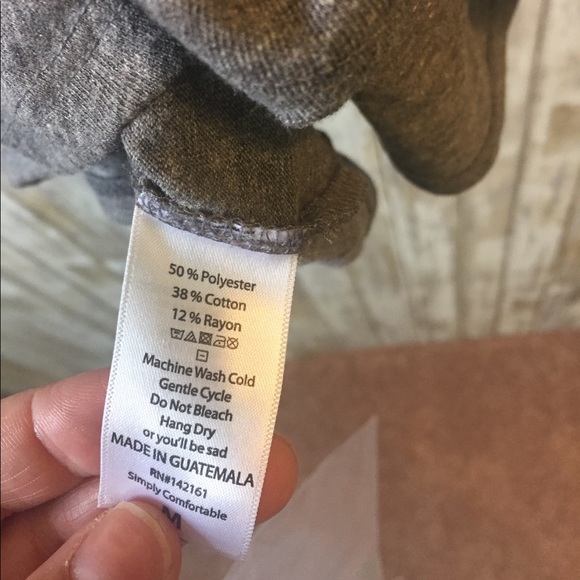 50 % Polyester
38 % Cotton
12 % Rayon
Machine Wash Cold
Gentle Cycle
Do Not Bleach
Hang Dry
or you'll be sad
MADE IN GUATEMALA
RN#142161
Simply Comfortable
M